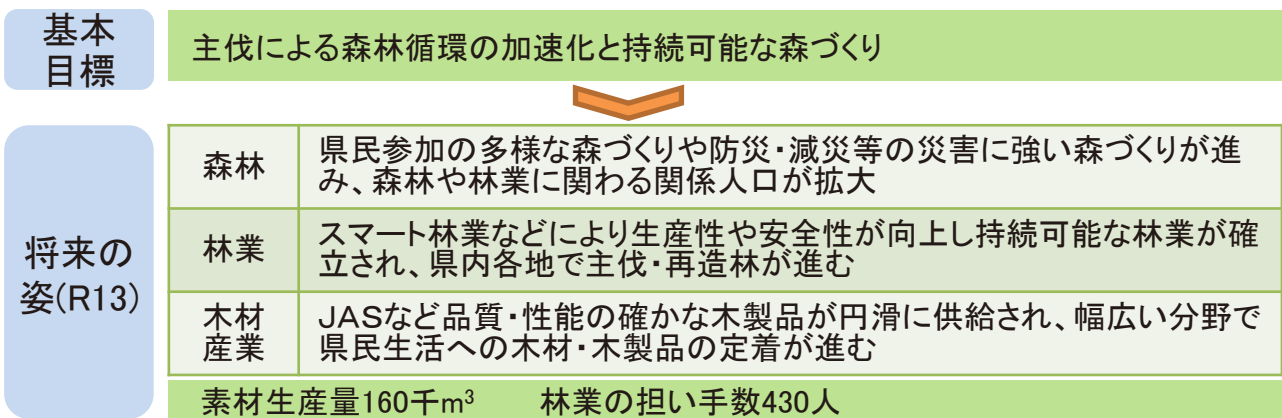 基本
目標
主伐による森林循環の加速化と持続可能な森づくり
将来の
姿(R13)
森林
県民参加の多様な森づくりや防災・減災等の災害に強い森づくりが進
み、森林や林業に関わる関係人口が拡大
林業
スマート林業などにより生産性や安全性が向上し持続可能な林業が確
立され、県内各地で主伐・再造林が進む
木材
産業
JASなど品質・性能の確かな木製品が円滑に供給され、幅広い分野で
県民生活への木材・木製品の定着が進む
素材生産量160千m³ 林業の担い手数430人